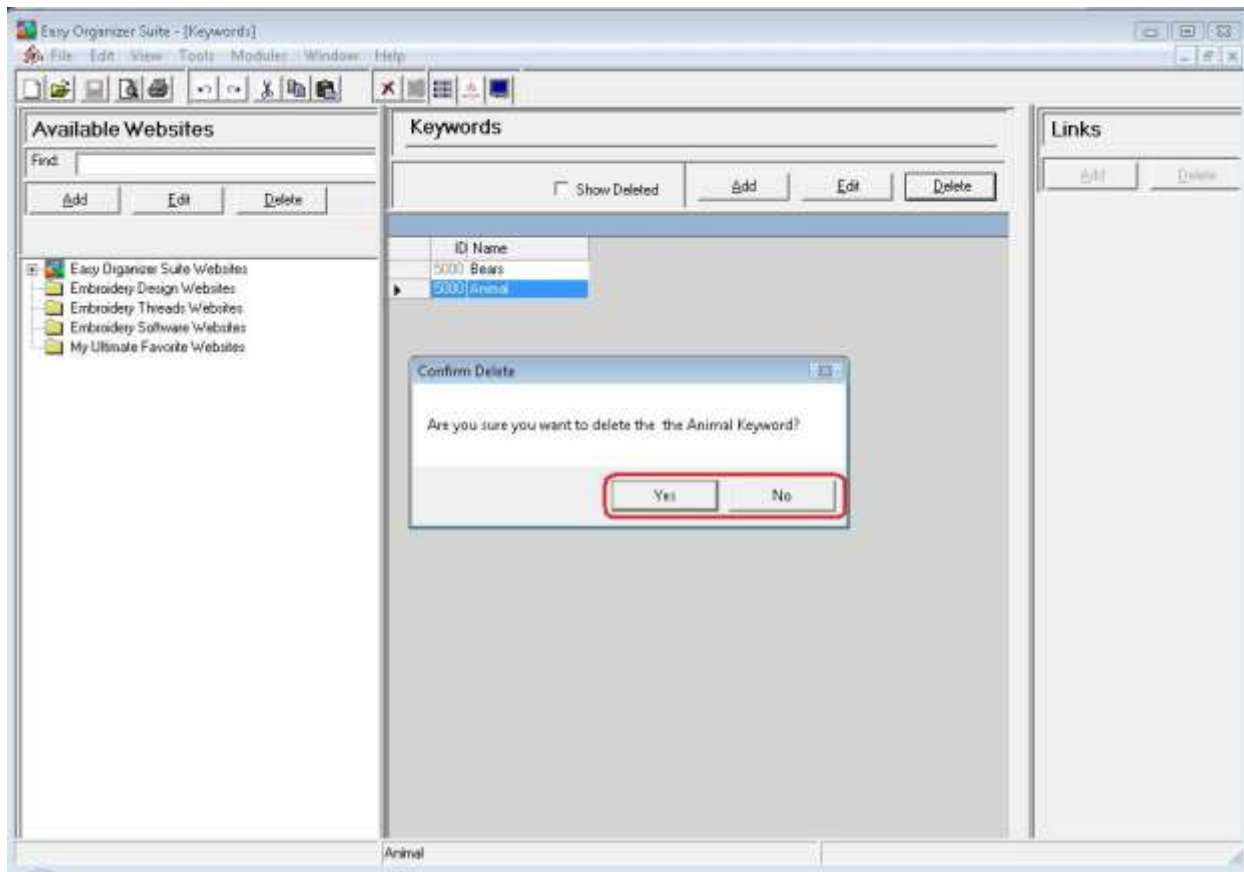 Easy Organizer Suite - [Keywords]
File Edit View Tools Modules Window Help
Available Websites
Find:
Add Edit Delete
Easy Organizer Suite Websites
Embroidery Design Websites
Embroidery Threads Websites
Embroidery Software Websites
My Ultimate Favorite Websites
Keywords
Show Deleted Add Edit Delete
ID Name
5000 Bears
5000 Animal
Confirm Delete
Are you sure you want to delete the the Animal Keyword?
Yes No
Links
Add Delete
Animal